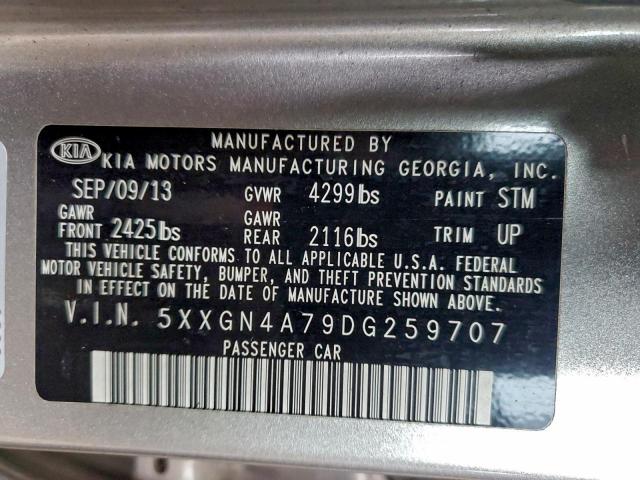 KIA
MANUFACTURED BY
KIA MOTORS MANUFACTURING GEORGIA, INC.
SEP/09/13 GVWR 4299lbs PAINT STM
GAWR FRONT 2425lbs GAWR REAR 2116lbs TRIM UP
THIS VEHICLE CONFORMS TO ALL APPLICABLE U.S.A. FEDERAL
MOTOR VEHICLE SAFETY, BUMPER, AND THEFT PREVENTION STANDARDS
IN EFFECT ON THE DATE OF MANUFACTURE SHOWN ABOVE.
V.I.N. 5XXGN4A79DG259707
PASSENGER CAR